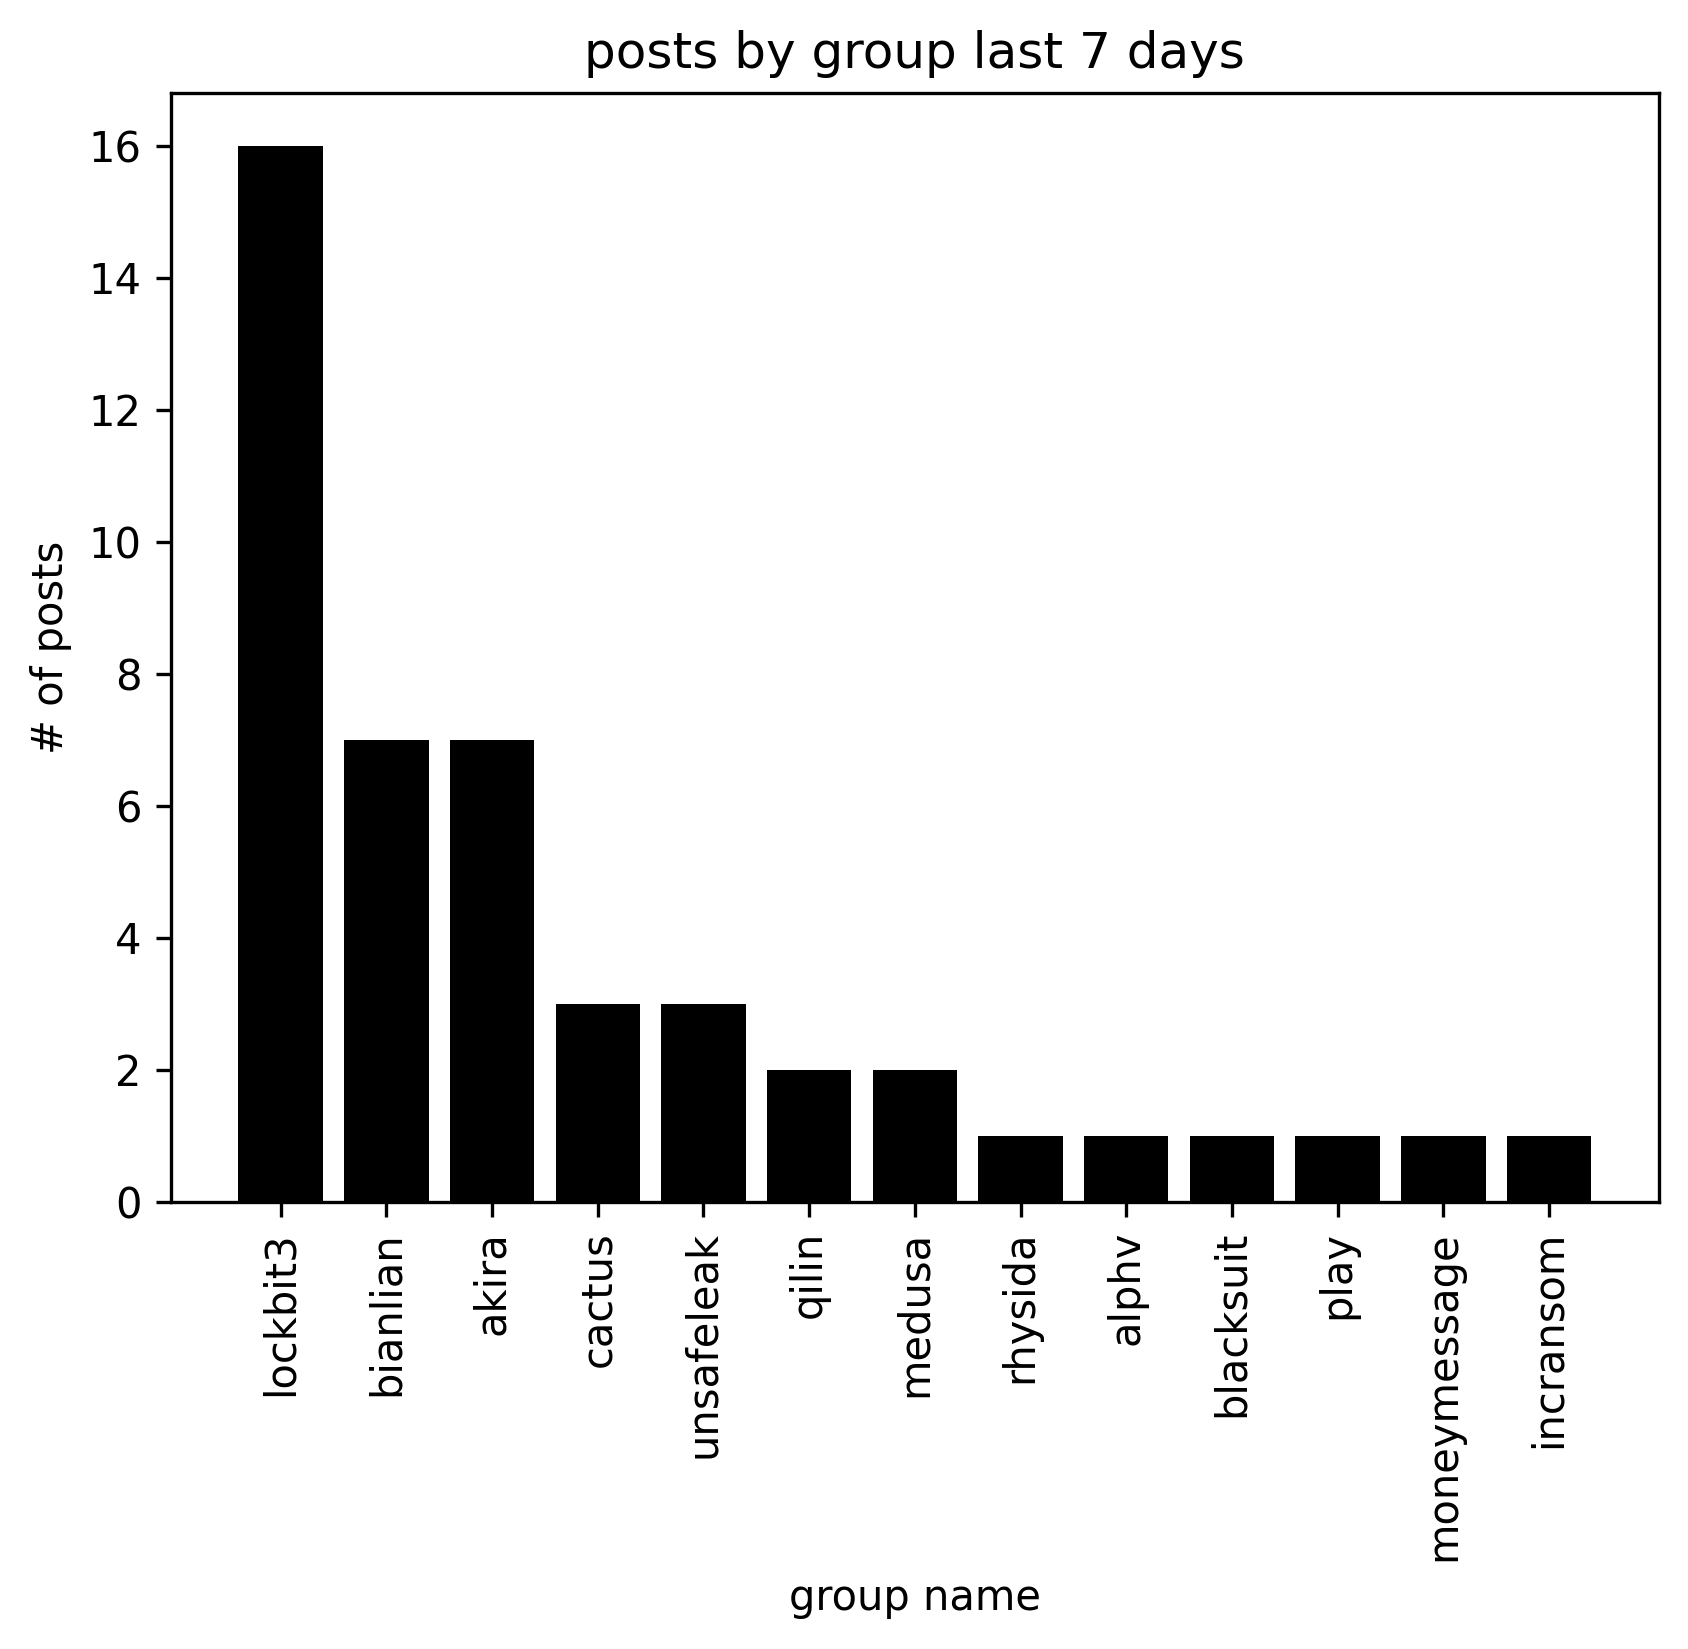 posts by group last 7 days
16
14
12
10
8
6
4
2
0
# of posts
lockbit3
bianlian
akira
cactus
unsafeleak
qilin
medusa
rhysida
alphv
blacksuit
play
moneymessage
incransom
group name